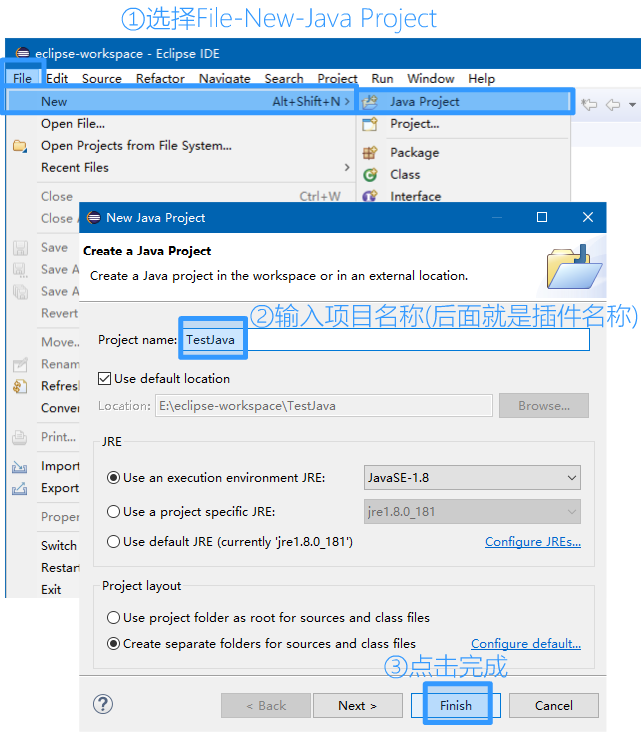 ①选择File-New-Java Project
eclipse-workspace - Eclipse IDE
File Edit Source Refactor Navigate Search Project Run Window Help
New Alt+Shift+N >
Java Project
Open File...
Project...
Open Projects from File System...
Package
Recent Files >
Class
Close Ctrl+W
Interface
Close A
New Java Project
Save
Create a Java Project
Save A
Create a Java project in the workspace or in an external location.
Save A
Revert
②输入项目名称(后面就是插件名称)
Move...
Project name: TestJava
Renam
Refres
Use default location
Conver
Location: E:\eclipse-workspace\TestJava Browse...
Print...
JRE
Import
Use an execution environment JRE: JavaSE-1.8
Export
Use a project specific JRE: jre1.8.0_181
Proper
Use default JRE (currently 'jre1.8.0_181') Configure JREs...
Switch
Restar
Project layout
Exit
Use project folder as root for sources and class files
Create separate folders for sources and class files Configure default...
③点击完成
? < Back Next > Finish Cancel